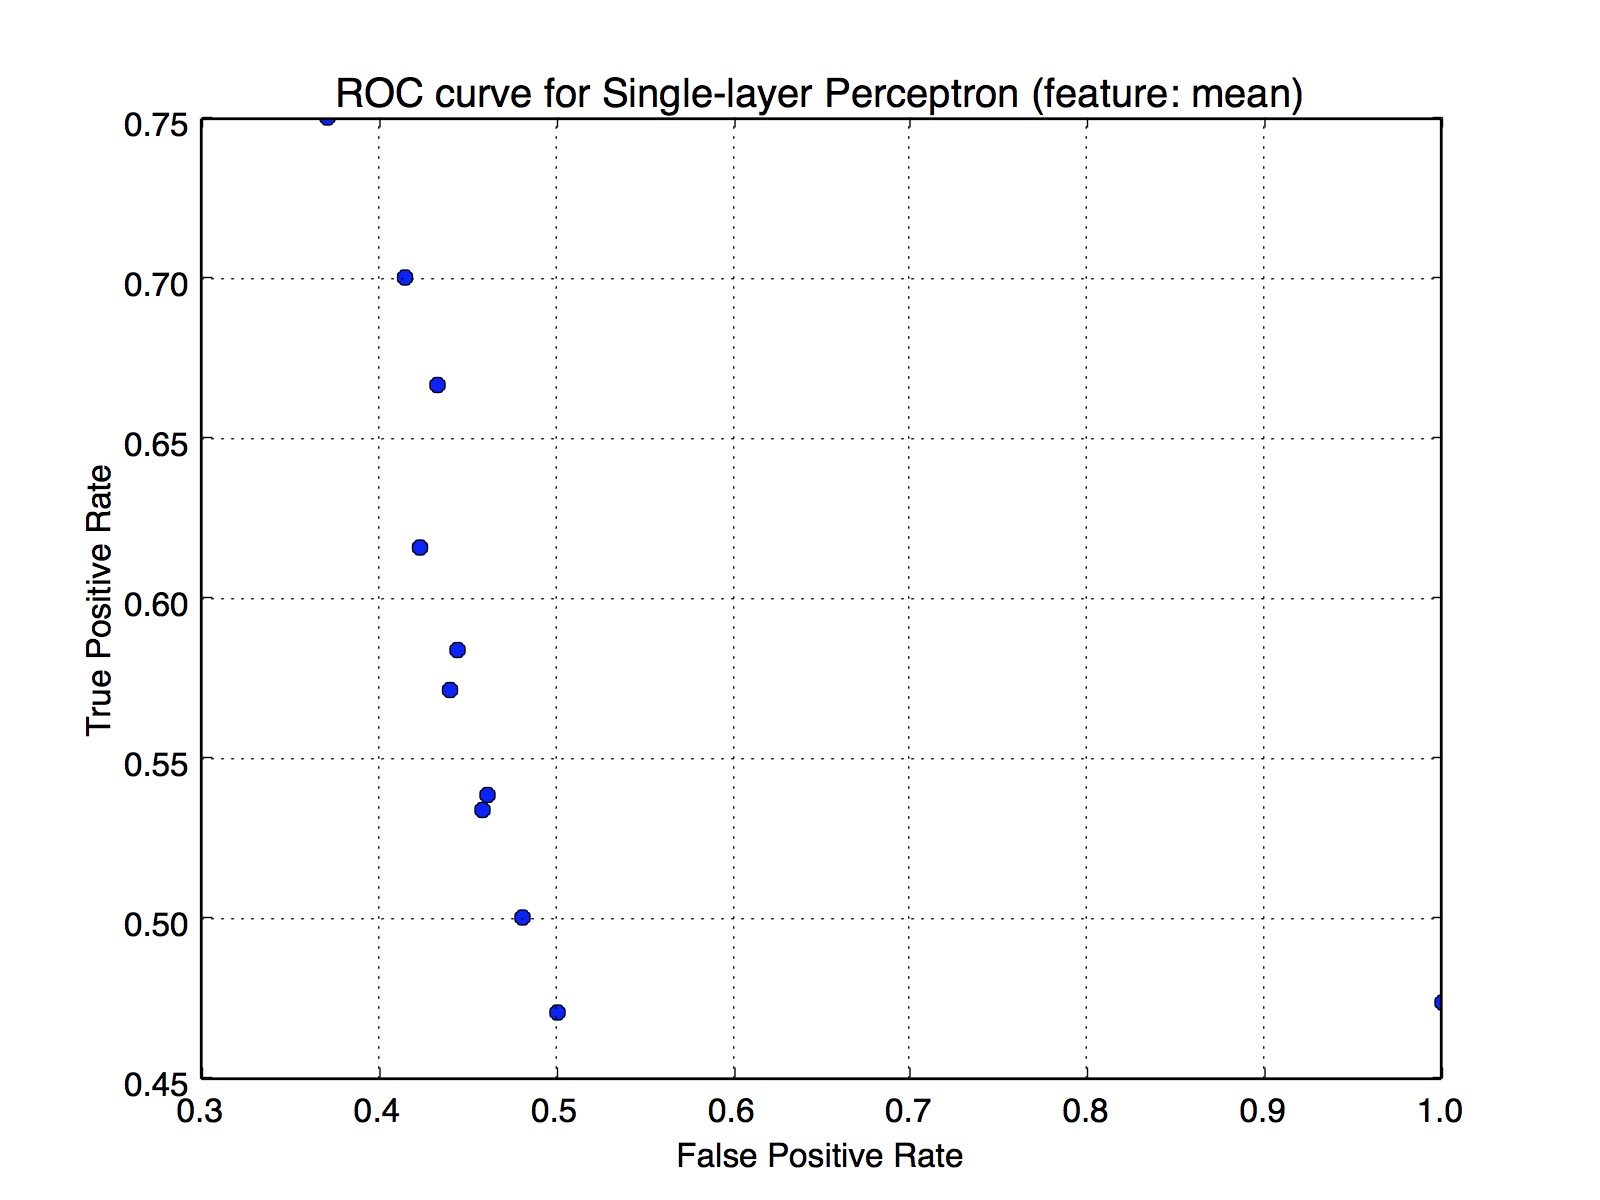 ROC curve for Single-layer Perceptron (feature: mean)
0.75
0.70
0.65
0.60
0.55
0.50
0.45
True Positive Rate
0.3 0.4 0.5 0.6 0.7 0.8 0.9 1.0
False Positive Rate